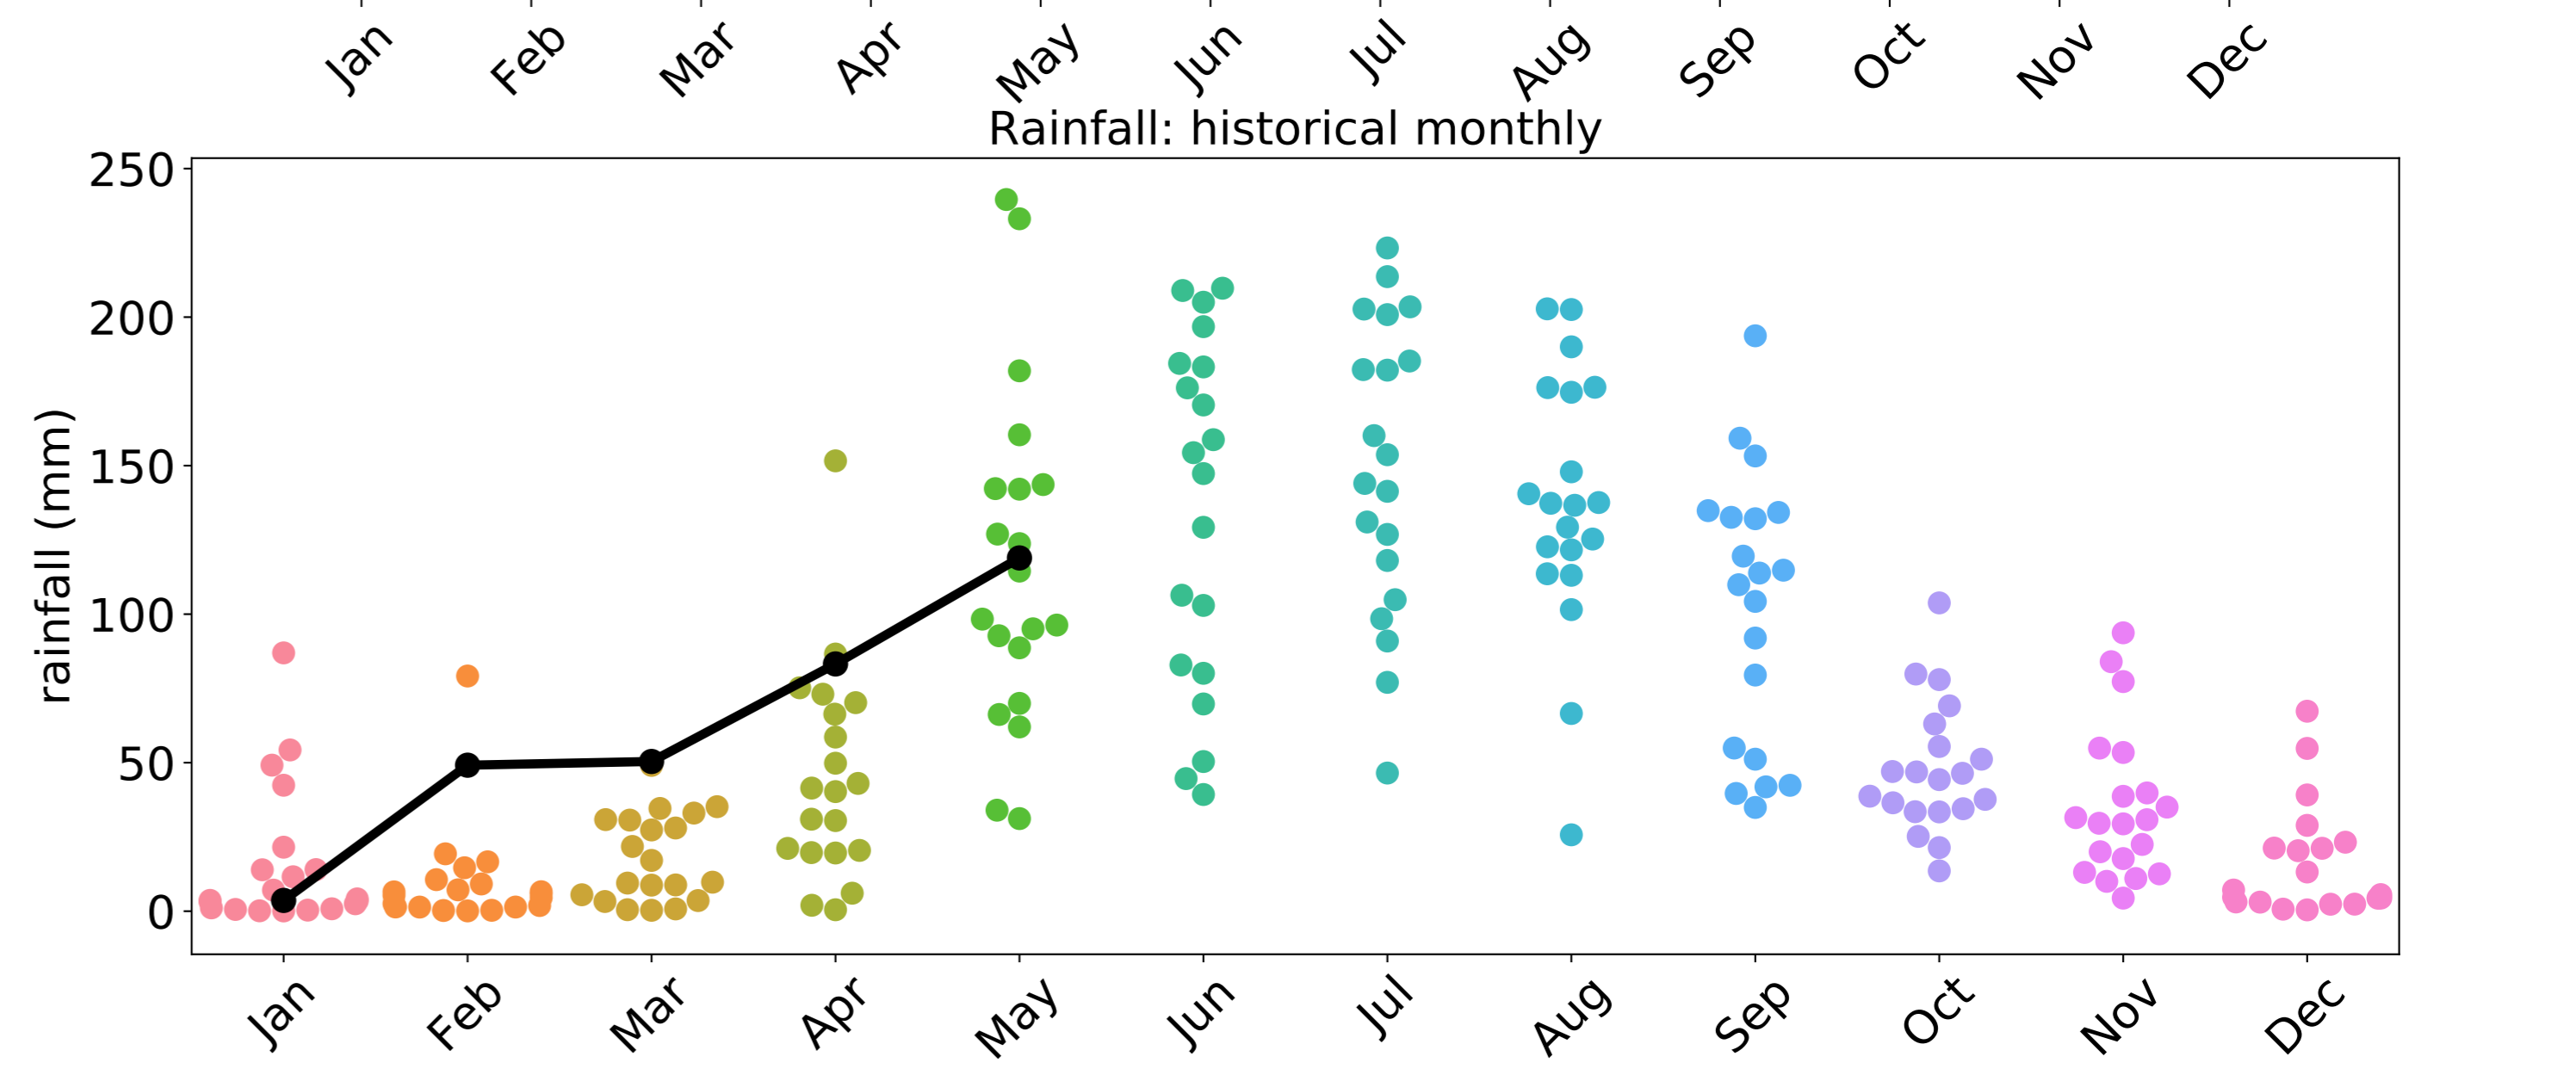 Jan Feb Mar Apr May Jun Jul Aug Sep Oct Nov Dec
Rainfall: historical monthly
250
200
150
100
50
0
rainfall (mm)
Jan Feb Mar Apr May Jun Jul Aug Sep Oct Nov Dec